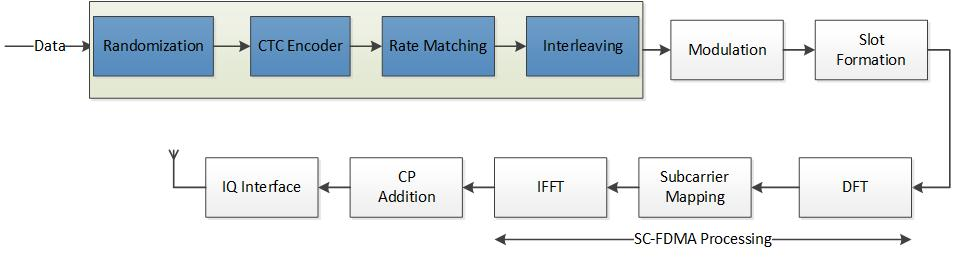 Data
Randomization
CTC Encoder
Rate Matching
Interleaving
Modulation
Slot
Formation
IQ Interface
CP
Addition
IFFT
Subcarrier
Mapping
DFT
SC-FDMA Processing